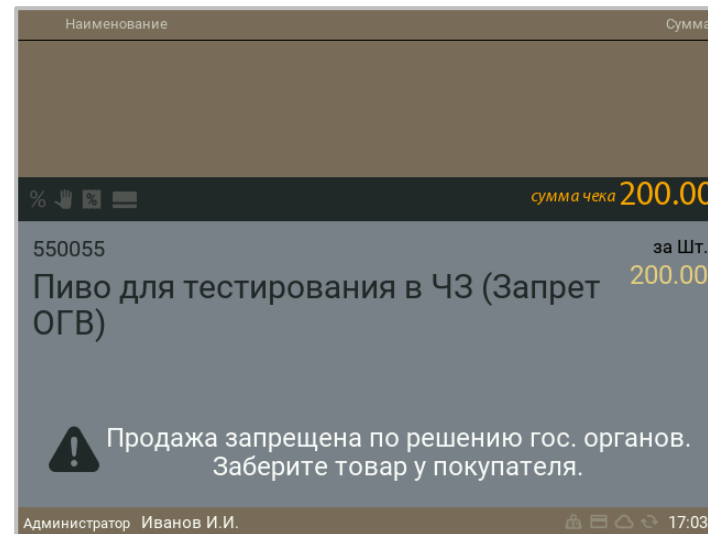 Наименование Сумма
сумма чека 200.00
550055 за Шт.
Пиво для тестирования в ЧЗ (Запрет 200.00
ОГВ)
Продажа запрещена по решению гос. органов.
Заберите товар у покупателя.
Администратор Иванов И.И. 17:03